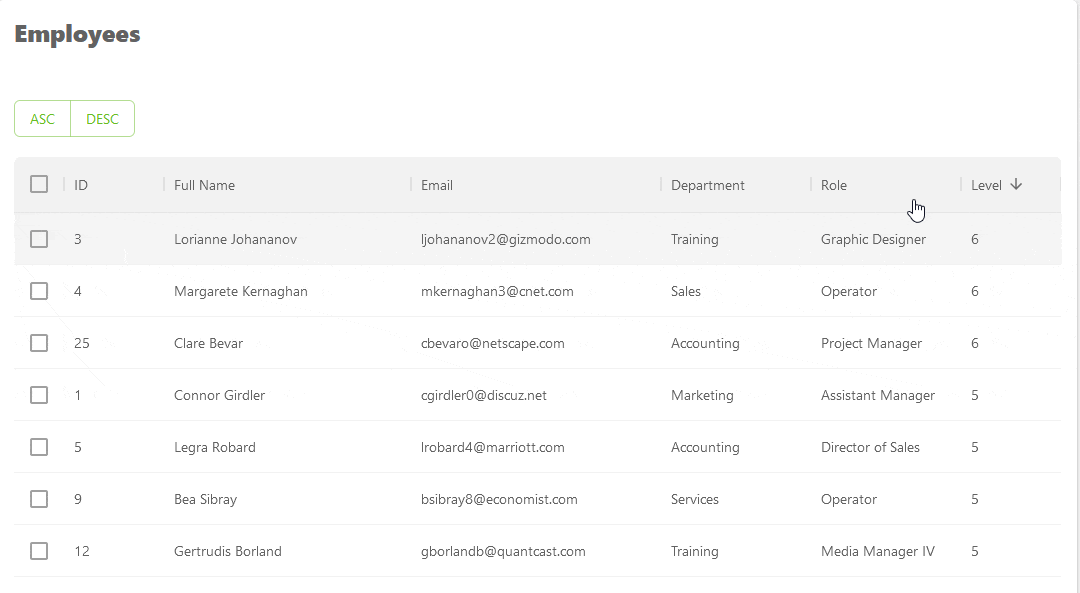 Employees
ASC DESC
ID Full Name Email Department Role Level
3 Lorianne Johananov ljohananov2@gizmodo.com Training Graphic Designer 6
4 Margarete Kernaghan mkernaghan3@cnet.com Sales Operator 6
25 Clare Bevar cbevaro@netscape.com Accounting Project Manager 6
1 Connor Girdler cgirdler0@discuz.net Marketing Assistant Manager 5
5 Legra Robard lrobard4@marriott.com Accounting Director of Sales 5
9 Bea Sibray bsibray8@economist.com Services Operator 5
12 Gertrudis Borland gborlandb@quantcast.com Training Media Manager IV 5